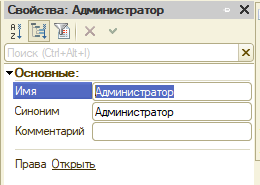 Свойства: Администратор
Поиск (Ctrl+Alt+I)
Основные:
Имя Администратор
Синоним Администратор
Комментарий
Права Открыть